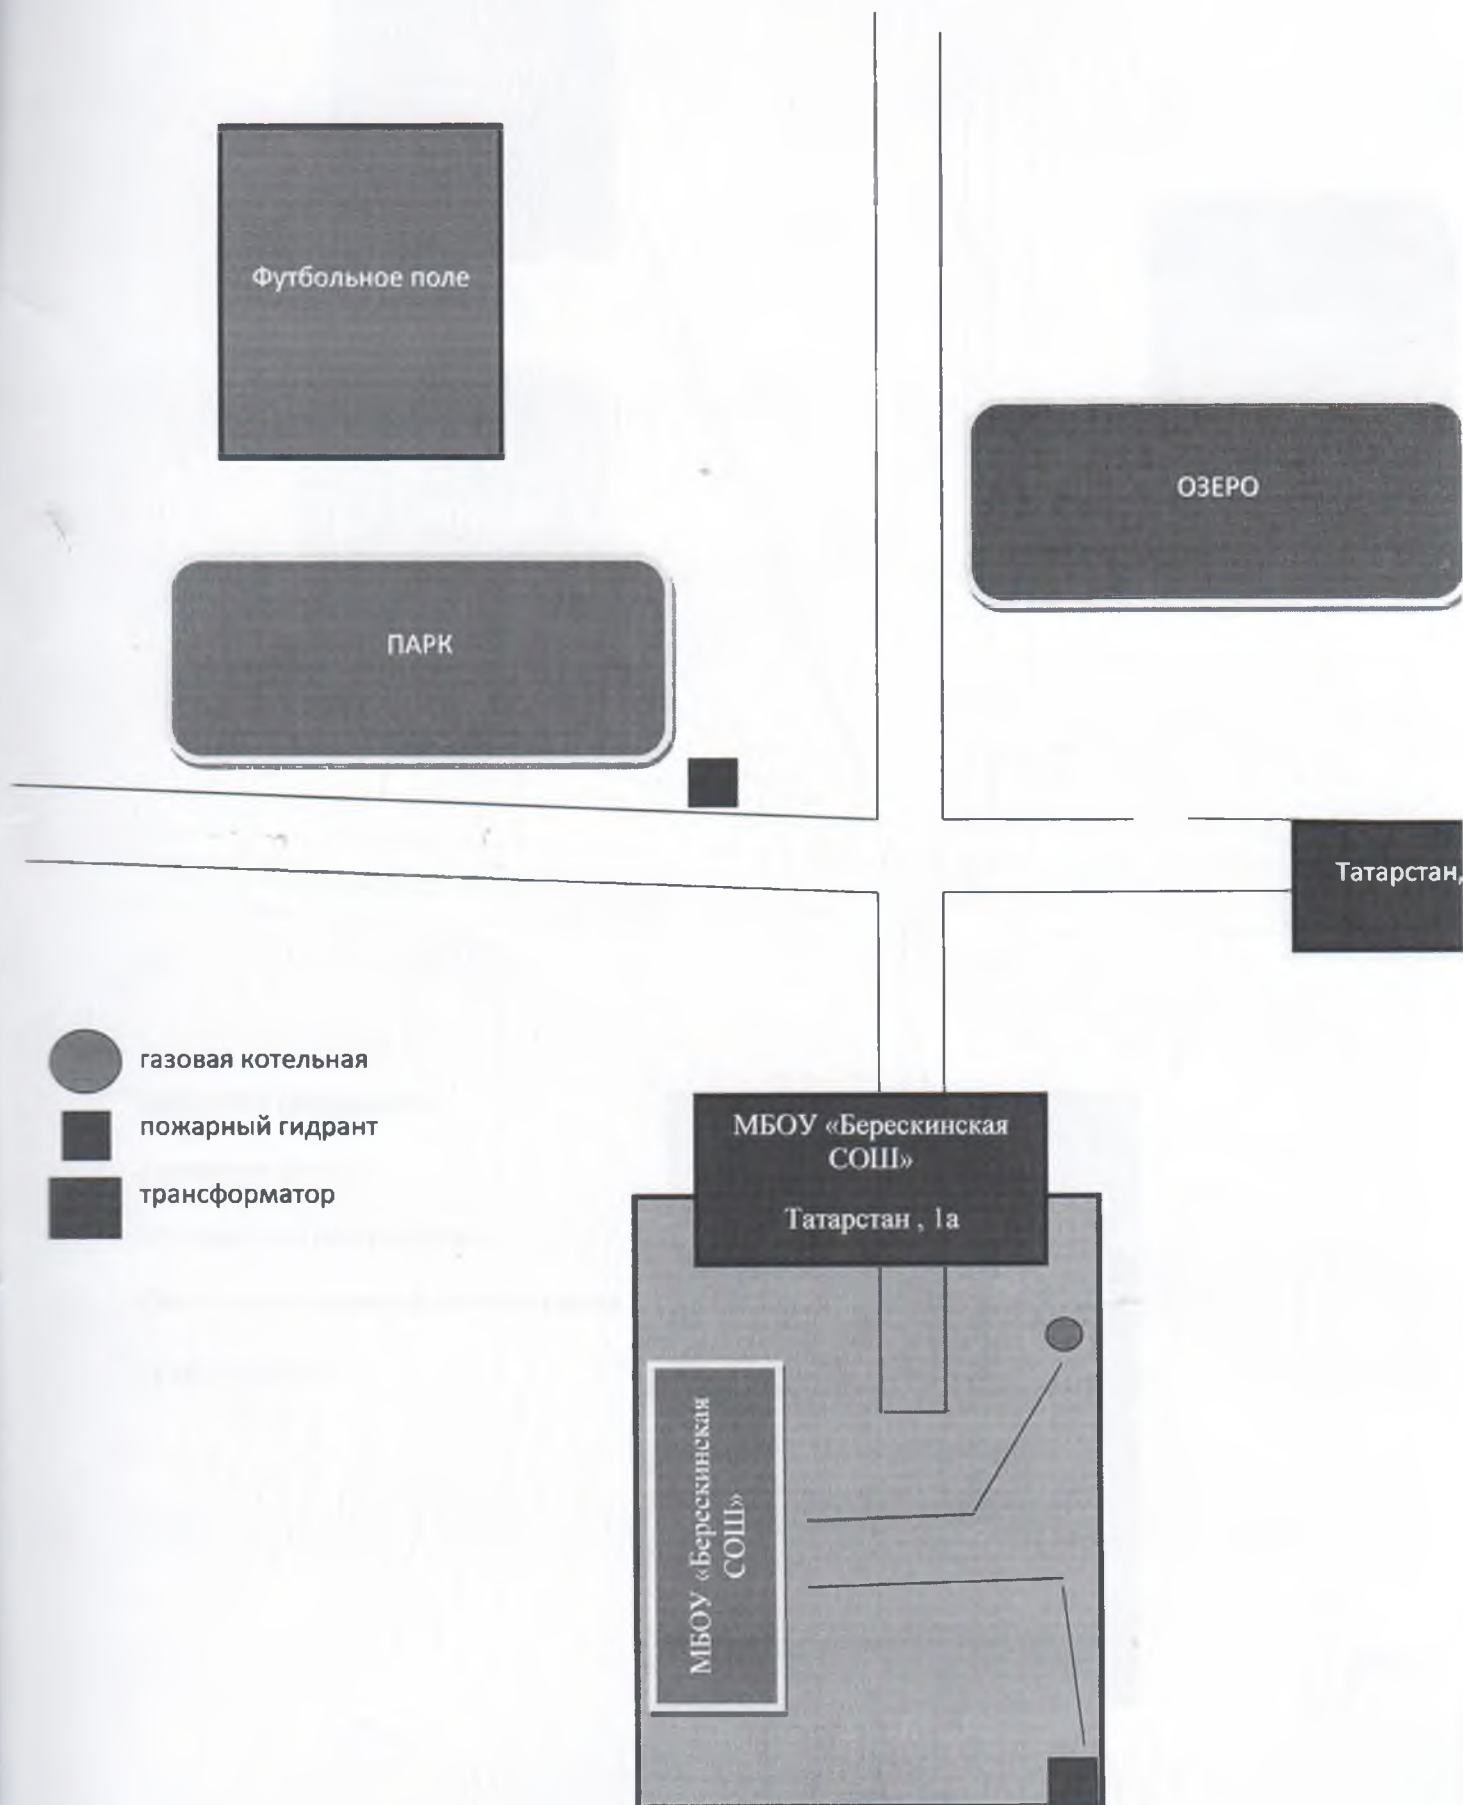 Футбольное поле
ОЗЕРО
ПАРК
Татарстан,
газовая котельная
пожарный гидрант
трансформатор
МБОУ «Берескинская
СОШ»
Татарстан , 1а
МБОУ «Берескинская
СОШ»